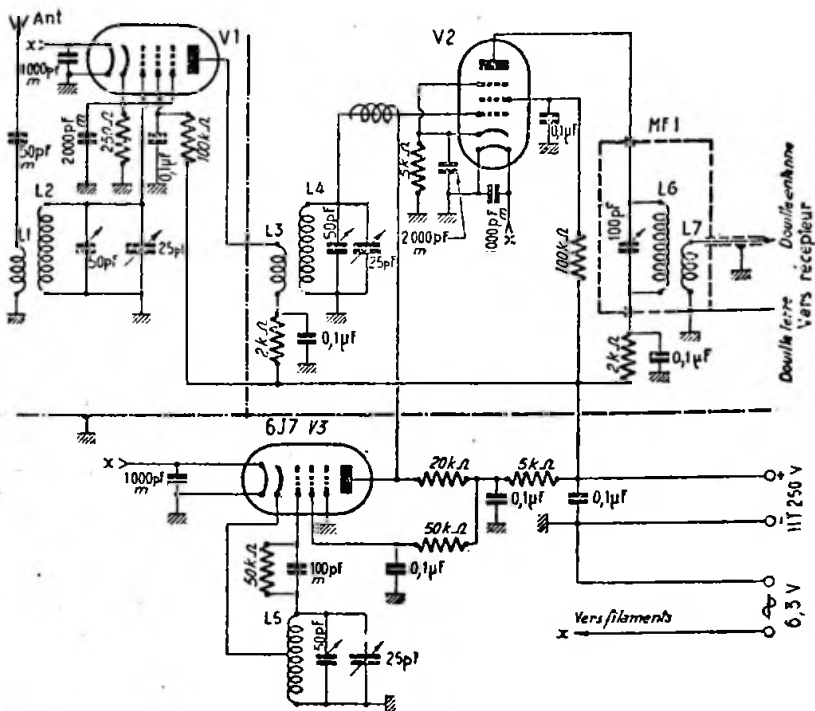 Ant
V1
V2
x
1000pF
m
50pF
m
2000pF
m
250Ω
0,1µF
100kΩ
L1
L2
50pF
25pF
L3
L4
50pF
25pF
2kΩ
0,1µF
5kΩ
2000pF
m
m
x
0,1µF
100kΩ
MF1
100pF
L6
L7
2kΩ
0,1µF
Douille antenne
Douille terre
Vers récepteur
6J7 V3
x
1000pF
m
20kΩ
5kΩ
0,1µF
0,1µF
50kΩ
0,1µF
50kΩ
100pF
m
L5
50pF
25pF
+
HT 250 V
-
6,3 V
Vers filaments
x